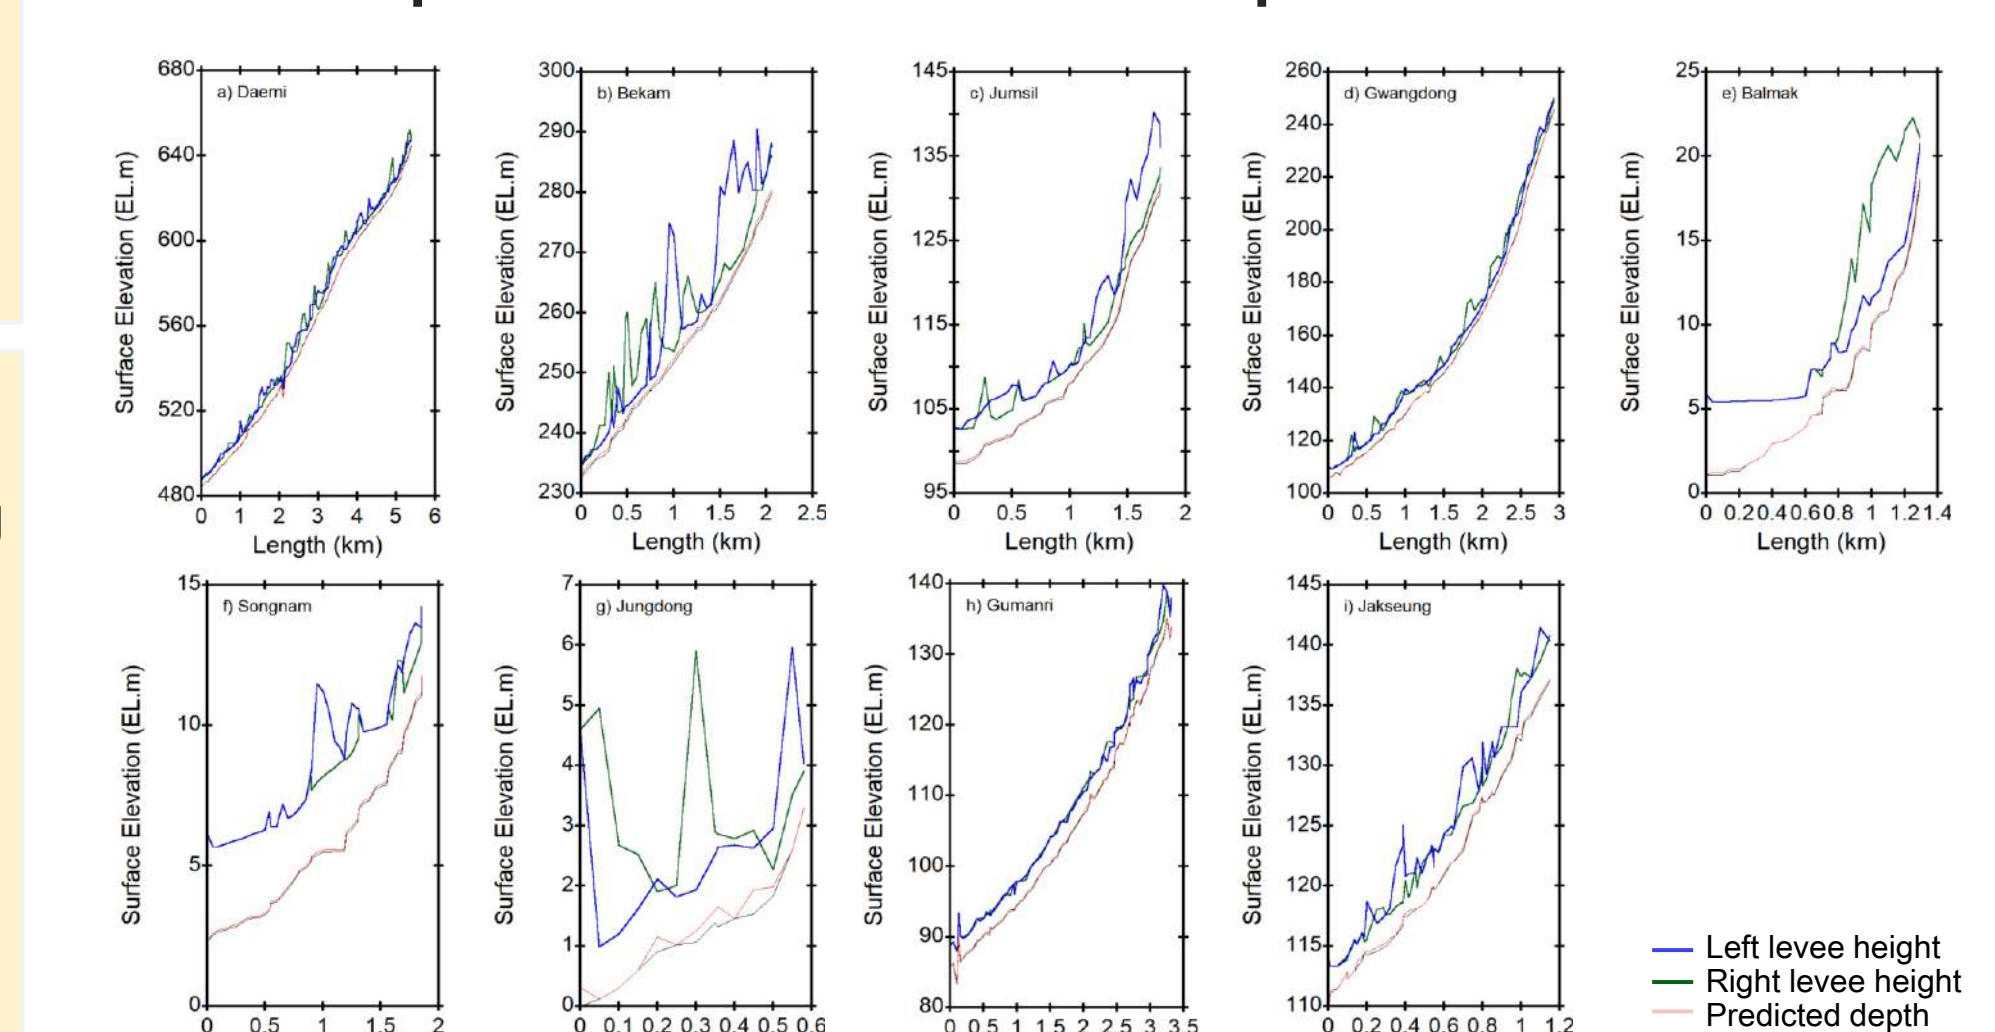 a) Daemi
680
640
600
560
520
480
0 1 2 3 4 5 6
Length (km)
Surface Elevation (EL.m)
b) Bekam
300
290
280
270
260
250
240
230
0 0.5 1 1.5 2 2.5
Length (km)
Surface Elevation (EL.m)
c) Jumsil
145
135
125
115
105
95
0 0.5 1 1.5 2
Length (km)
Surface Elevation (EL.m)
d) Gwangdong
260
240
220
200
180
160
140
120
100
0 0.5 1 1.5 2 2.5 3
Length (km)
Surface Elevation (EL.m)
e) Balmak
25
20
15
10
5
0
0 0.2 0.4 0.6 0.8 1 1.2 1.4
Length (km)
Surface Elevation (EL.m)
f) Songnam
15
10
5
0
0 0.5 1 1.5 2
Surface Elevation (EL.m)
g) Jungdong
7
6
5
4
3
2
1
0
0 0.1 0.2 0.3 0.4 0.5 0.6
Surface Elevation (EL.m)
h) Gumanri
140
130
120
110
100
90
80
0 0.5 1 1.5 2 2.5 3 3.5
Surface Elevation (EL.m)
i) Jakseung
145
140
135
130
125
120
115
110
0 0.2 0.4 0.6 0.8 1 1.2
Surface Elevation (EL.m)
Left levee height
Right levee height
Predicted depth